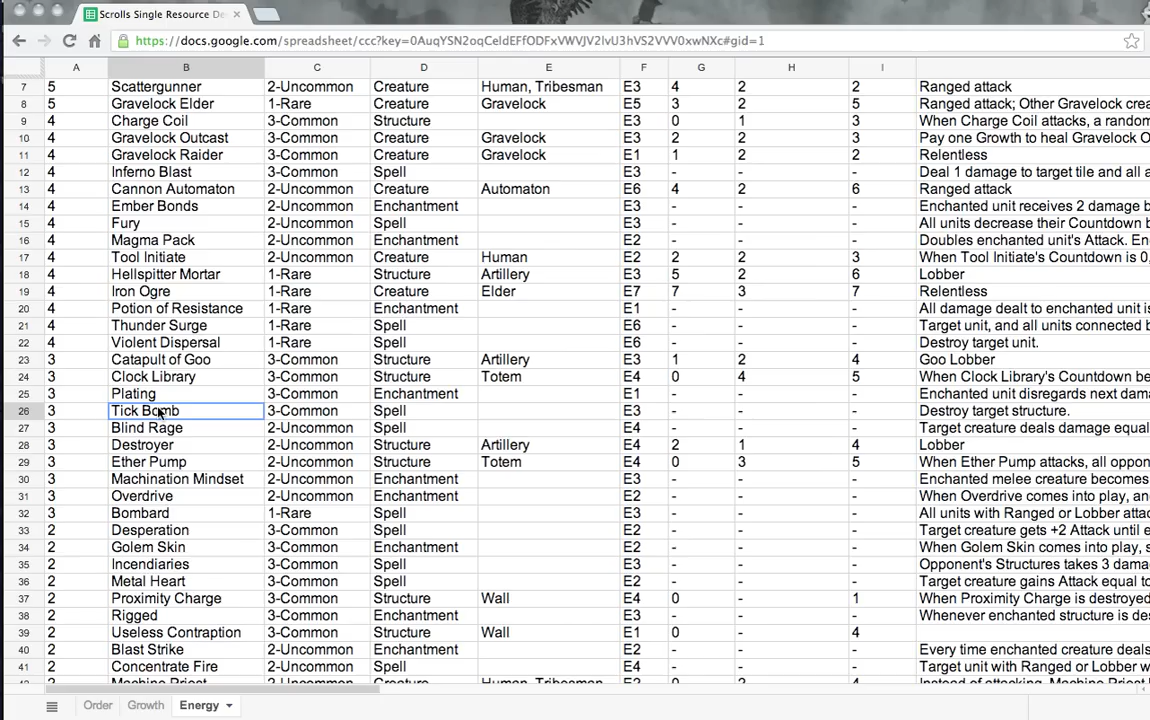 Scrolls Single Resource De
https://docs.google.com/spreadsheet/ccc?key=0AuqYSN2oqCeldEFfODFxVWVJV2lvU3hVS2VVV0xwNXc#gid=1
A B C D E F G H I
7 5 Scattergunner 2-Uncommon Creature Human, Tribesman E3 4 2 2 Ranged attack
8 5 Gravelock Elder 1-Rare Creature Gravelock E5 3 2 5 Ranged attack; Other Gravelock crea
9 4 Charge Coil 3-Common Structure E3 0 1 3 When Charge Coil attacks, a random
10 4 Gravelock Outcast 3-Common Creature Gravelock E3 2 2 3 Pay one Growth to heal Gravelock O
11 4 Gravelock Raider 3-Common Creature Gravelock E1 1 2 2 Relentless
12 4 Inferno Blast 3-Common Spell E3 - - - Deal 1 damage to target tile and all a
13 4 Cannon Automaton 2-Uncommon Creature Automaton E6 4 2 6 Ranged attack
14 4 Ember Bonds 2-Uncommon Enchantment E3 - - - Enchanted unit receives 2 damage b
15 4 Fury 2-Uncommon Spell E3 - - - All units decrease their Countdown b
16 4 Magma Pack 2-Uncommon Enchantment E2 - - - Doubles enchanted unit's Attack. En
17 4 Tool Initiate 2-Uncommon Creature Human E2 2 2 3 When Tool Initiate's Countdown is 0,
18 4 Hellspitter Mortar 1-Rare Structure Artillery E3 5 2 6 Lobber
19 4 Iron Ogre 1-Rare Creature Elder E7 7 3 7 Relentless
20 4 Potion of Resistance 1-Rare Enchantment E1 - - - All damage dealt to enchanted unit is
21 4 Thunder Surge 1-Rare Spell E6 - - - Target unit, and all units connected b
22 4 Violent Dispersal 1-Rare Spell E6 - - - Destroy target unit.
23 3 Catapult of Goo 3-Common Structure Artillery E3 1 2 4 Goo Lobber
24 3 Clock Library 3-Common Structure Totem E4 0 4 5 When Clock Library's Countdown be
25 3 Plating 3-Common Enchantment E1 - - - Enchanted unit disregards next dama
26 3 Tick Bomb 3-Common Spell E3 - - - Destroy target structure.
27 3 Blind Rage 2-Uncommon Spell E4 - - - Target creature deals damage equal
28 3 Destroyer 2-Uncommon Structure Artillery E4 2 1 4 Lobber
29 3 Ether Pump 2-Uncommon Structure Totem E4 0 3 5 When Ether Pump attacks, all oppon
30 3 Machination Mindset 2-Uncommon Enchantment E3 - - - Enchanted melee creature becomes
31 3 Overdrive 2-Uncommon Enchantment E2 - - - When Overdrive comes into play, an
32 3 Bombard 1-Rare Spell E3 - - - All units with Ranged or Lobber attac
33 2 Desperation 3-Common Spell E2 - - - Target creature gets +2 Attack until e
34 2 Golem Skin 3-Common Enchantment E2 - - - When Golem Skin comes into play, s
35 2 Incendiaries 3-Common Spell E3 - - - Opponent's Structures takes 3 dama
36 2 Metal Heart 3-Common Spell E2 - - - Target creature gains Attack equal to
37 2 Proximity Charge 3-Common Structure Wall E4 0 - 1 When Proximity Charge is destroyed
38 2 Rigged 3-Common Enchantment E3 - - - Whenever enchanted structure is des
39 2 Useless Contraption 3-Common Structure Wall E1 0 - 4
40 2 Blast Strike 2-Uncommon Enchantment E2 - - - Every time enchanted creature deals
41 2 Concentrate Fire 2-Uncommon Spell E4 - - - Target unit with Ranged or Lobber w
42 2 Machine Priest 2-Uncommon Creature Human, Tribesman E2 0 2 4 Instead of attacking, Machine Priest
Order Growth Energy